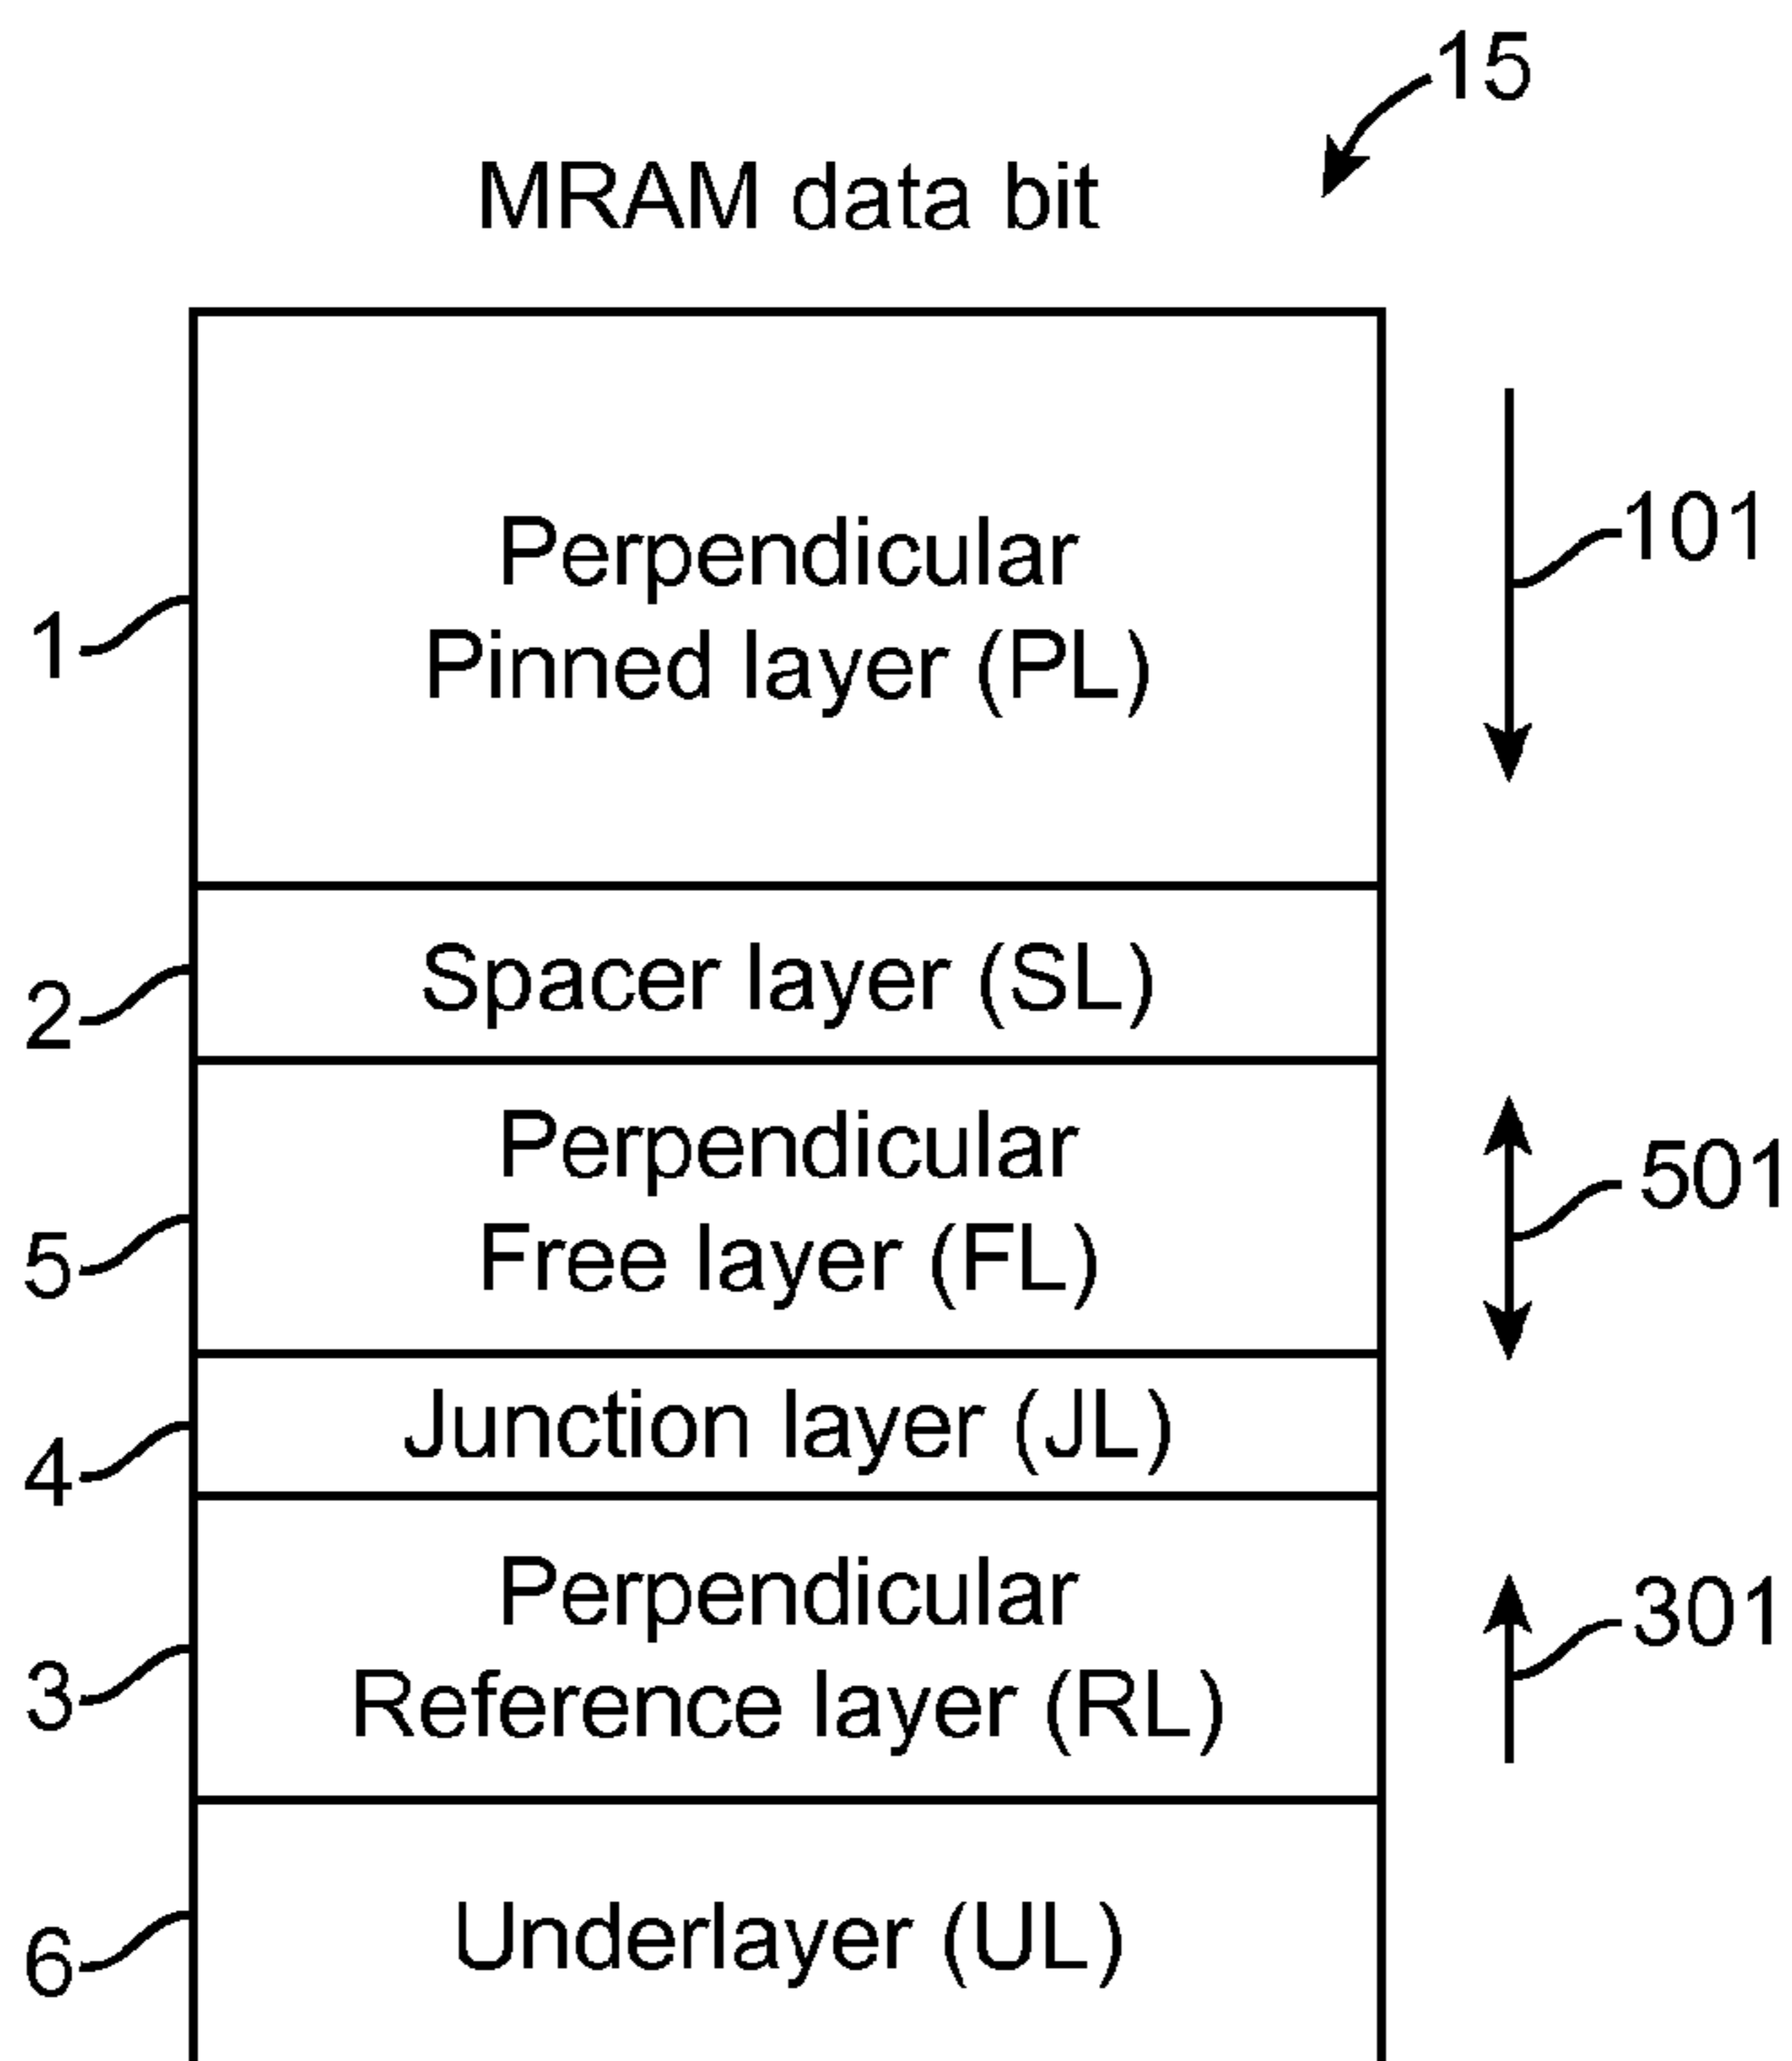 15
MRAM data bit
Perpendicular
Pinned layer (PL)
101
1
Spacer layer (SL)
2
Perpendicular
Free layer (FL)
501
5
Junction layer (JL)
4
Perpendicular
Reference layer (RL)
301
3
Underlayer (UL)
6